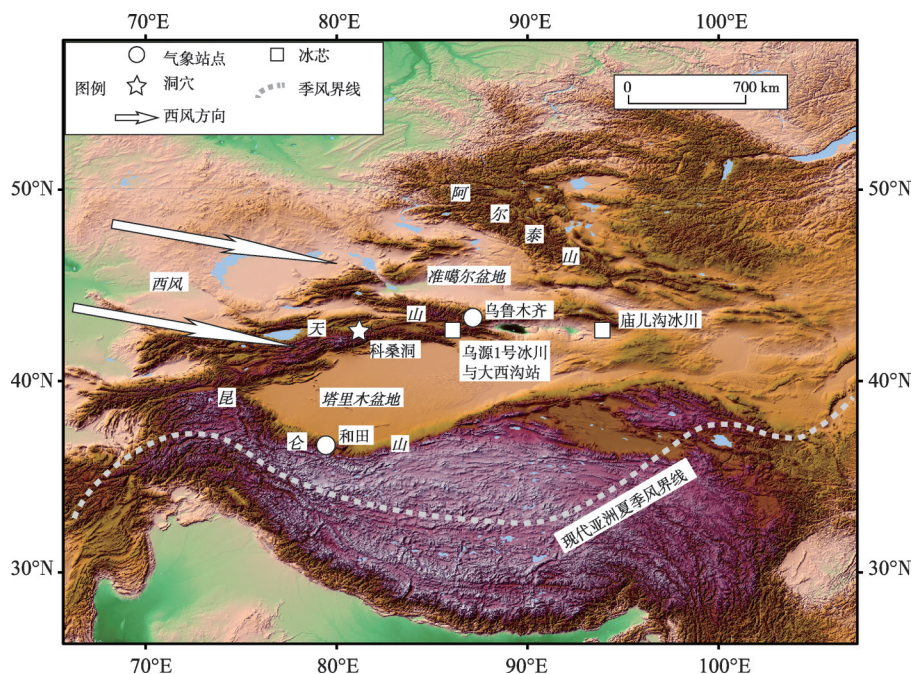 70°E 80°E 90°E 100°E
气象站点 冰芯
图例 洞穴 季风界线
西风方向
0 700 km
50°N 50°N
阿
尔
泰
山
西风 准噶尔盆地
山 乌鲁木齐 庙儿沟冰川
天
科桑洞 乌源1号冰川
与大西沟站
40°N 40°N
昆 塔里木盆地
仑 和田 山
现代亚洲夏季风界线
30°N 30°N
70°E 80°E 90°E 100°E